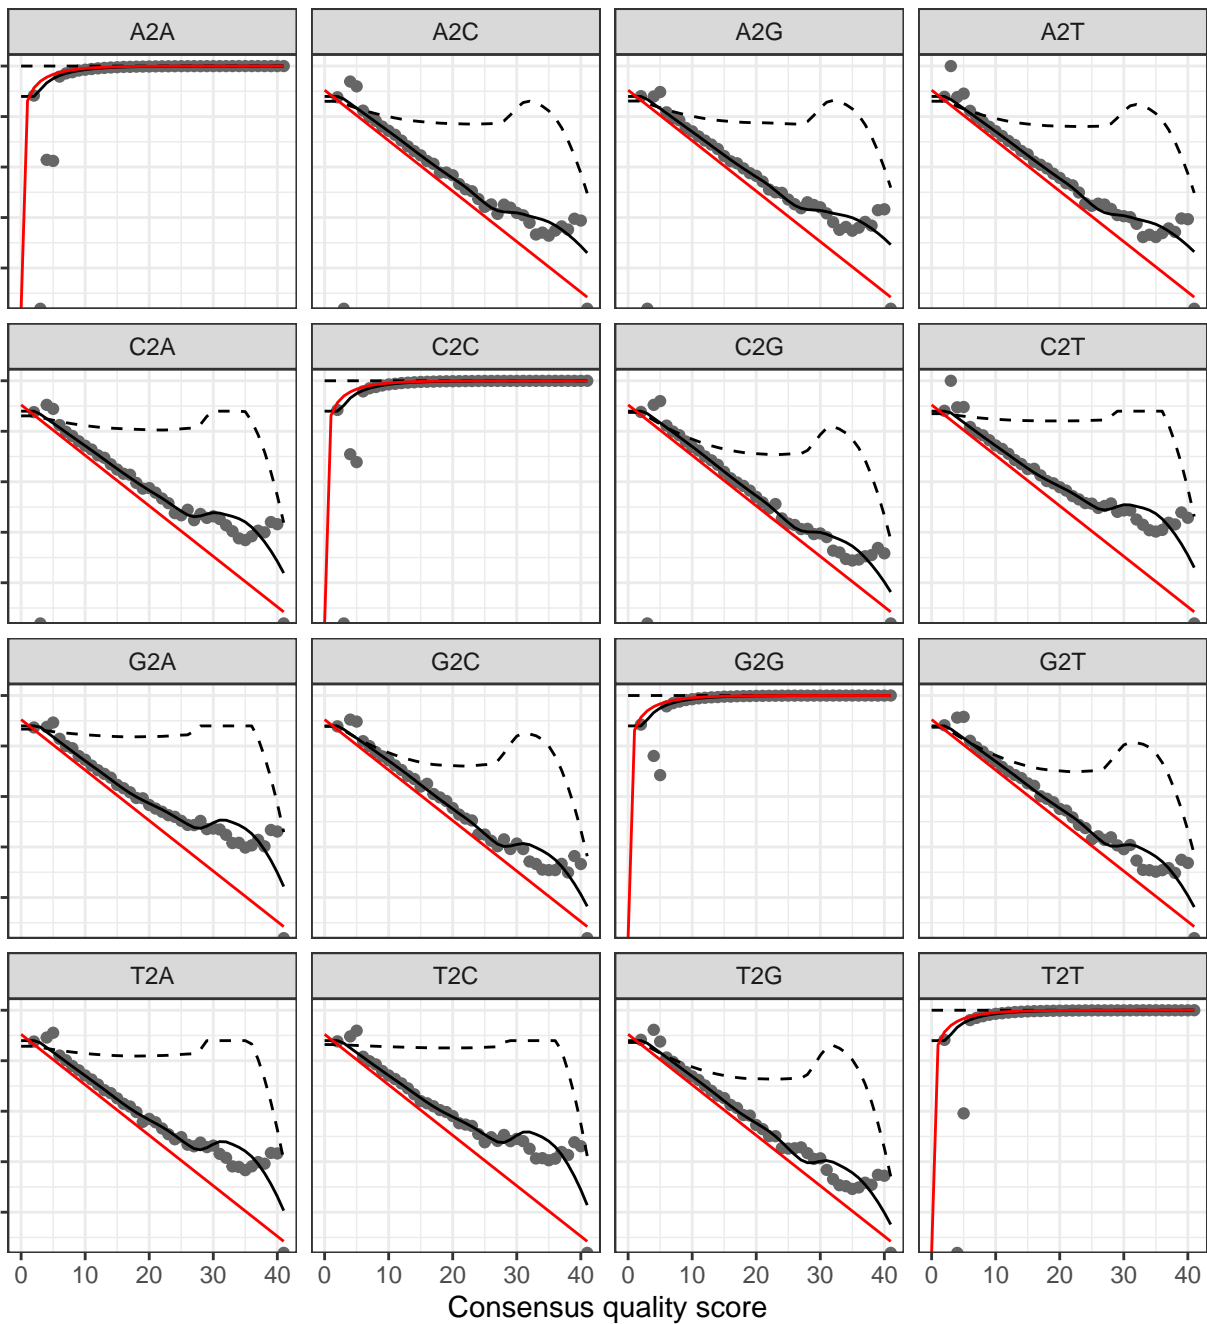 A2A A2C A2G A2T
C2A C2C C2G C2T
G2A G2C G2G G2T
T2A T2C T2G T2T
0 10 20 30 40 0 10 20 30 40 0 10 20 30 40 0 10 20 30 40
Consensus quality score